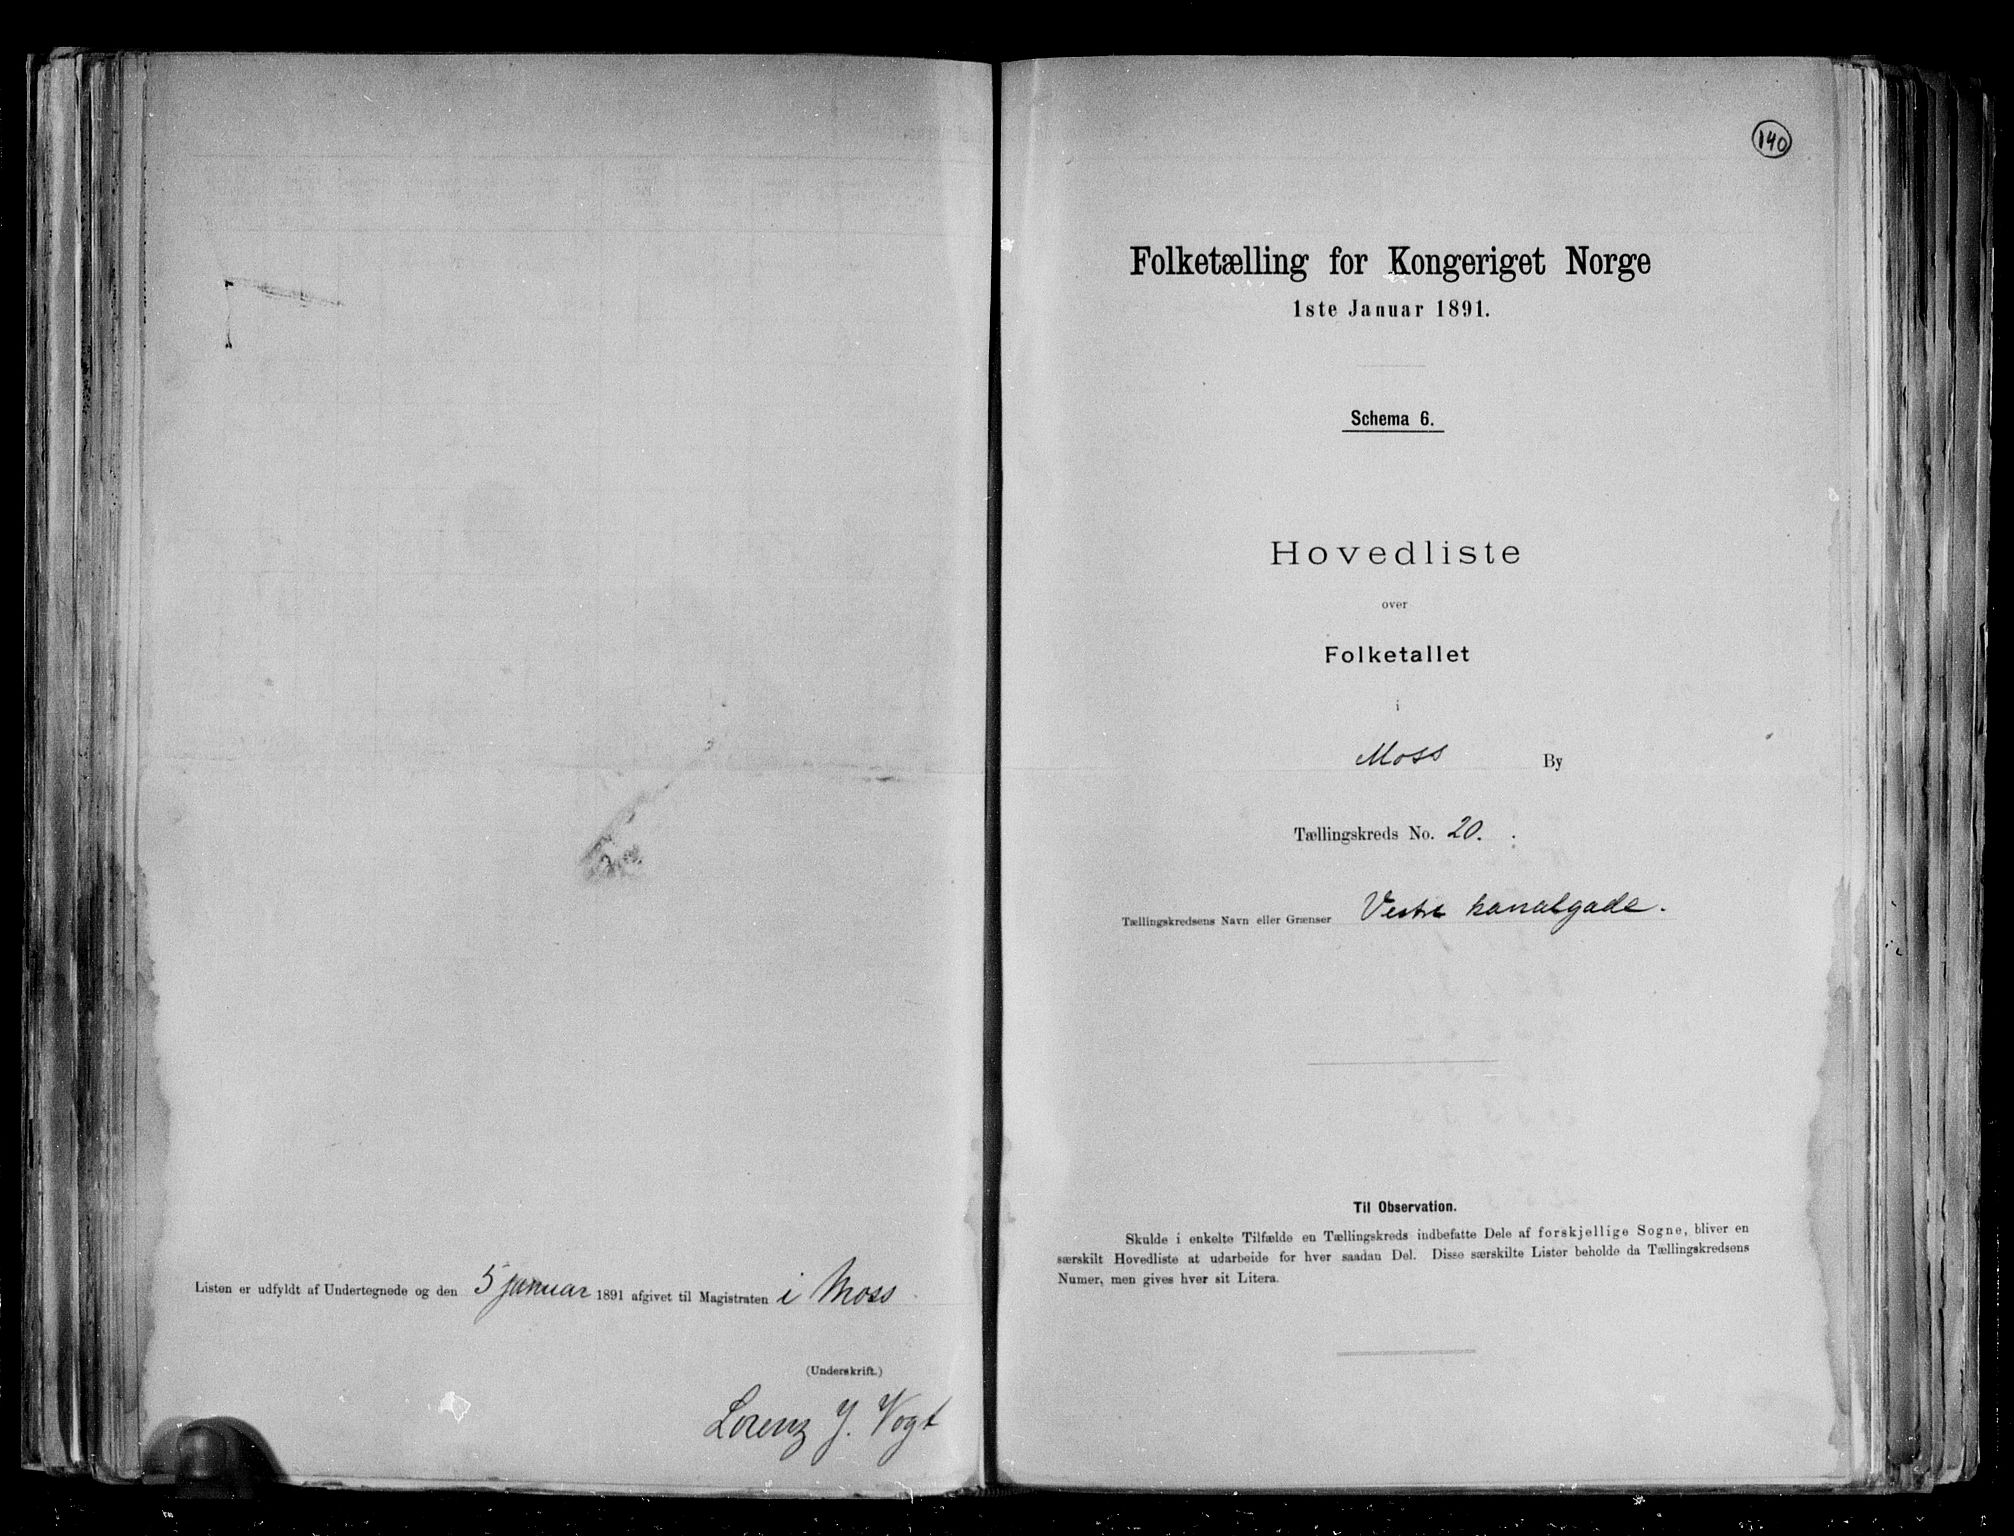 Listen er udfyldt af Undertegnede og den 5 januar 1891 afgivet til Magistraten i Moss
(Underskrift.)
Lorenz J. Vogt
140
Folketælling for Kongeriget Norge
1ste Januar 1891.
Schema 6.
Hovedliste
over
Folketallet
i
Moss By
Tællingskreds No. 20.
Tællingskredsens Navn eller Grænser Vestre kanalgade.
Til Observation.
Skulde i enkelte Tilfælde en Tællingskreds indbefatte Dele af forskjellige Sogne, bliver en
særskilt Hovedliste at udarbeide for hver saadan Del. Disse særskilte Lister beholde da Tællingskredsens
Numer, men gives hver sit Litera.